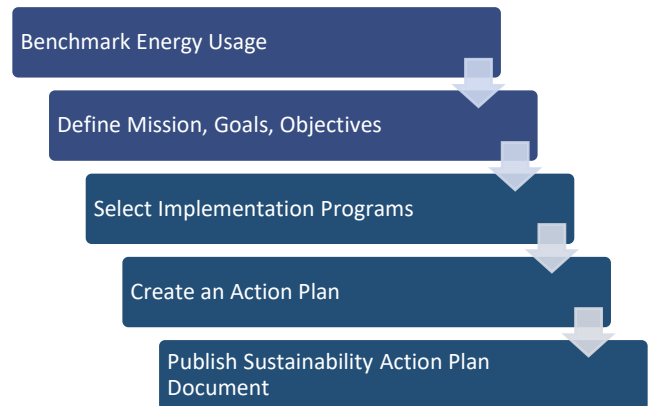 Benchmark Energy Usage
Define Mission, Goals, Objectives
Select Implementation Programs
Create an Action Plan
Publish Sustainability Action Plan
Document